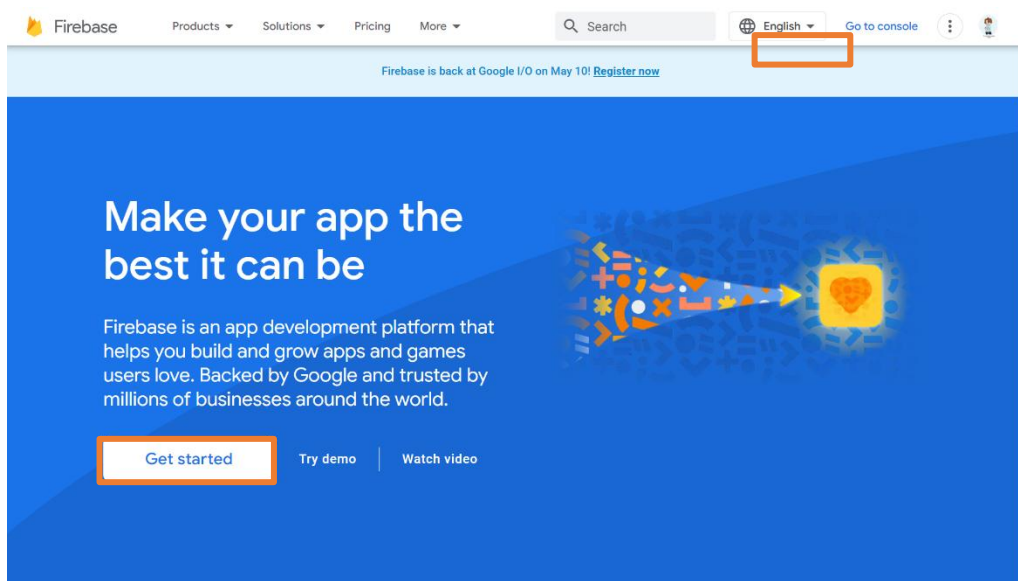 Firebase Products Solutions Pricing More Search English Go to console
Firebase is back at Google I/O on May 10! Register now
Make your app the
best it can be
Firebase is an app development platform that
helps you build and grow apps and games
users love. Backed by Google and trusted by
millions of businesses around the world.
Get started Try demo Watch video